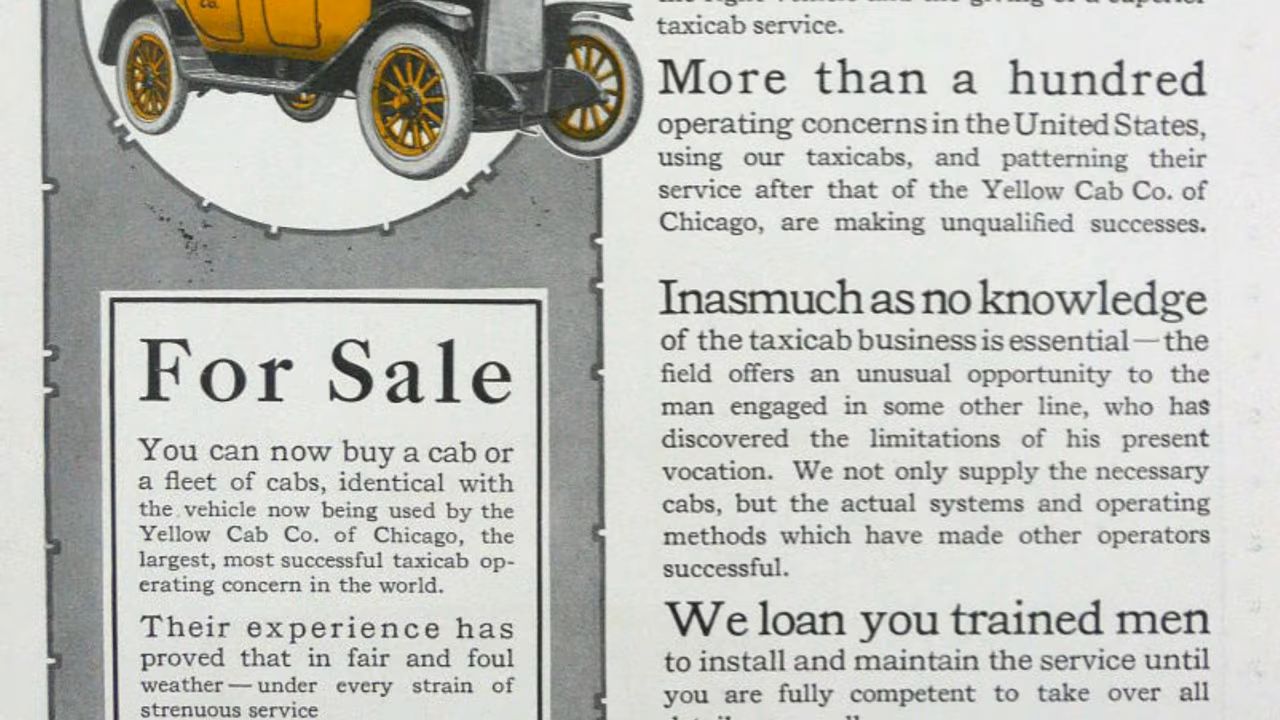 Co.
For Sale
You can now buy a cab or
a fleet of cabs, identical with
the vehicle now being used by the
Yellow Cab Co. of Chicago, the
largest, most successful taxicab op-
erating concern in the world.
Their experience has
proved that in fair and foul
weather — under every strain of
strenuous service
taxicab service.
More than a hundred
operating concerns in the United States,
using our taxicabs, and patterning their
service after that of the Yellow Cab Co. of
Chicago, are making unqualified successes.
Inasmuch as no knowledge
of the taxicab business is essential—the
field offers an unusual opportunity to the
man engaged in some other line, who has
discovered the limitations of his present
vocation. We not only supply the necessary
cabs, but the actual systems and operating
methods which have made other operators
successful.
We loan you trained men
to install and maintain the service until
you are fully competent to take over all